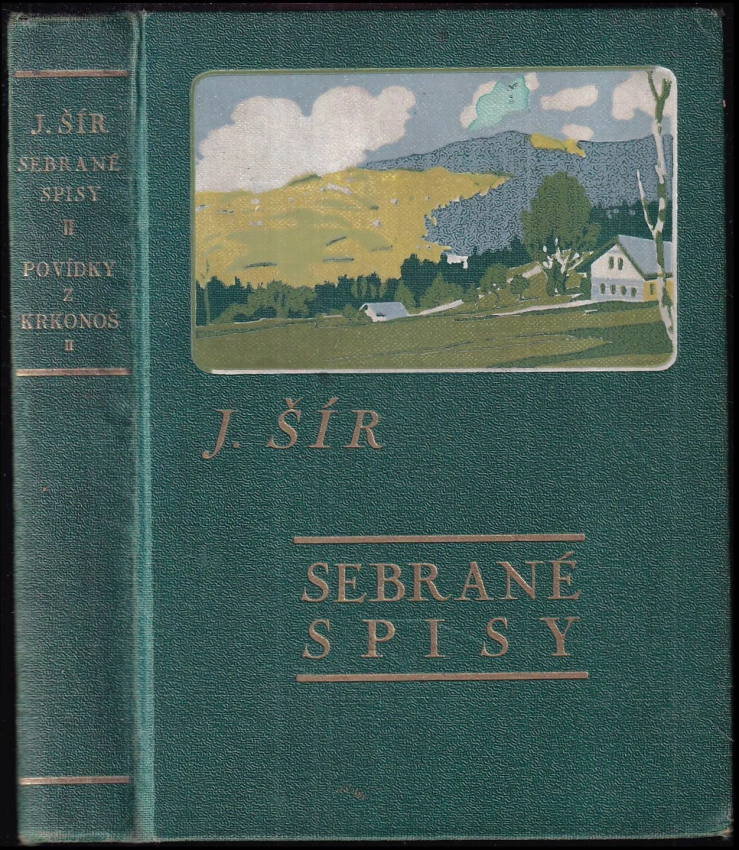 J. ŠÍR
SEBRANÉ
SPISY
II
POVÍDKY
Z
KRKONOŠ
II
J. ŠÍR
SEBRANÉ
SPISY